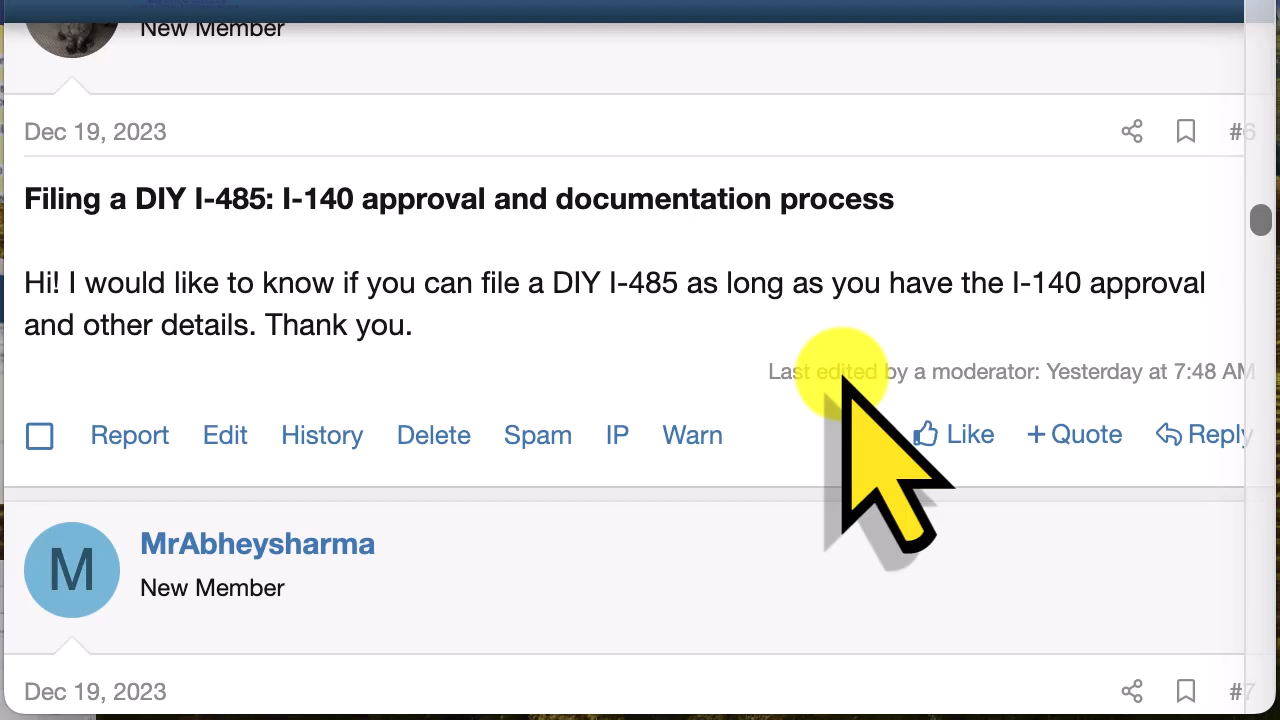 New Member
Dec 19, 2023
#6
Filing a DIY I-485: I-140 approval and documentation process
Hi! I would like to know if you can file a DIY I-485 as long as you have the I-140 approval
and other details. Thank you.
Last edited by a moderator: Yesterday at 7:48 AM
Report Edit History Delete Spam IP Warn Like + Quote Reply
M
MrAbheysharma
New Member
Dec 19, 2023
#7